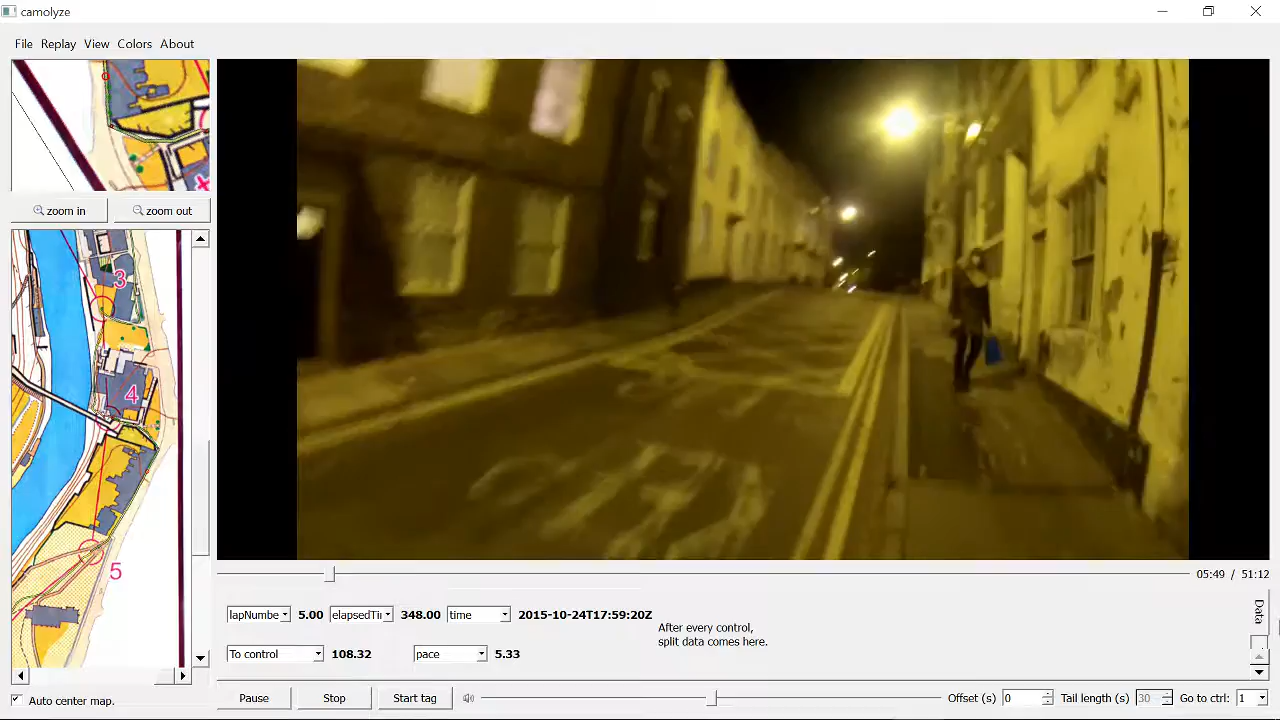 camolyze
File Replay View Colors About
zoom in zoom out
3
4
5
05:49 / 51:12
Data
lapNumbe 5.00 elapsedTi 348.00 time 2015-10-24T17:59:20Z
After every control,
split data comes here.
To control 108.32 pace 5.33
Auto center map.
Pause Stop Start tag Offset (s) 0 Tail length (s) 30 Go to ctrl: 1